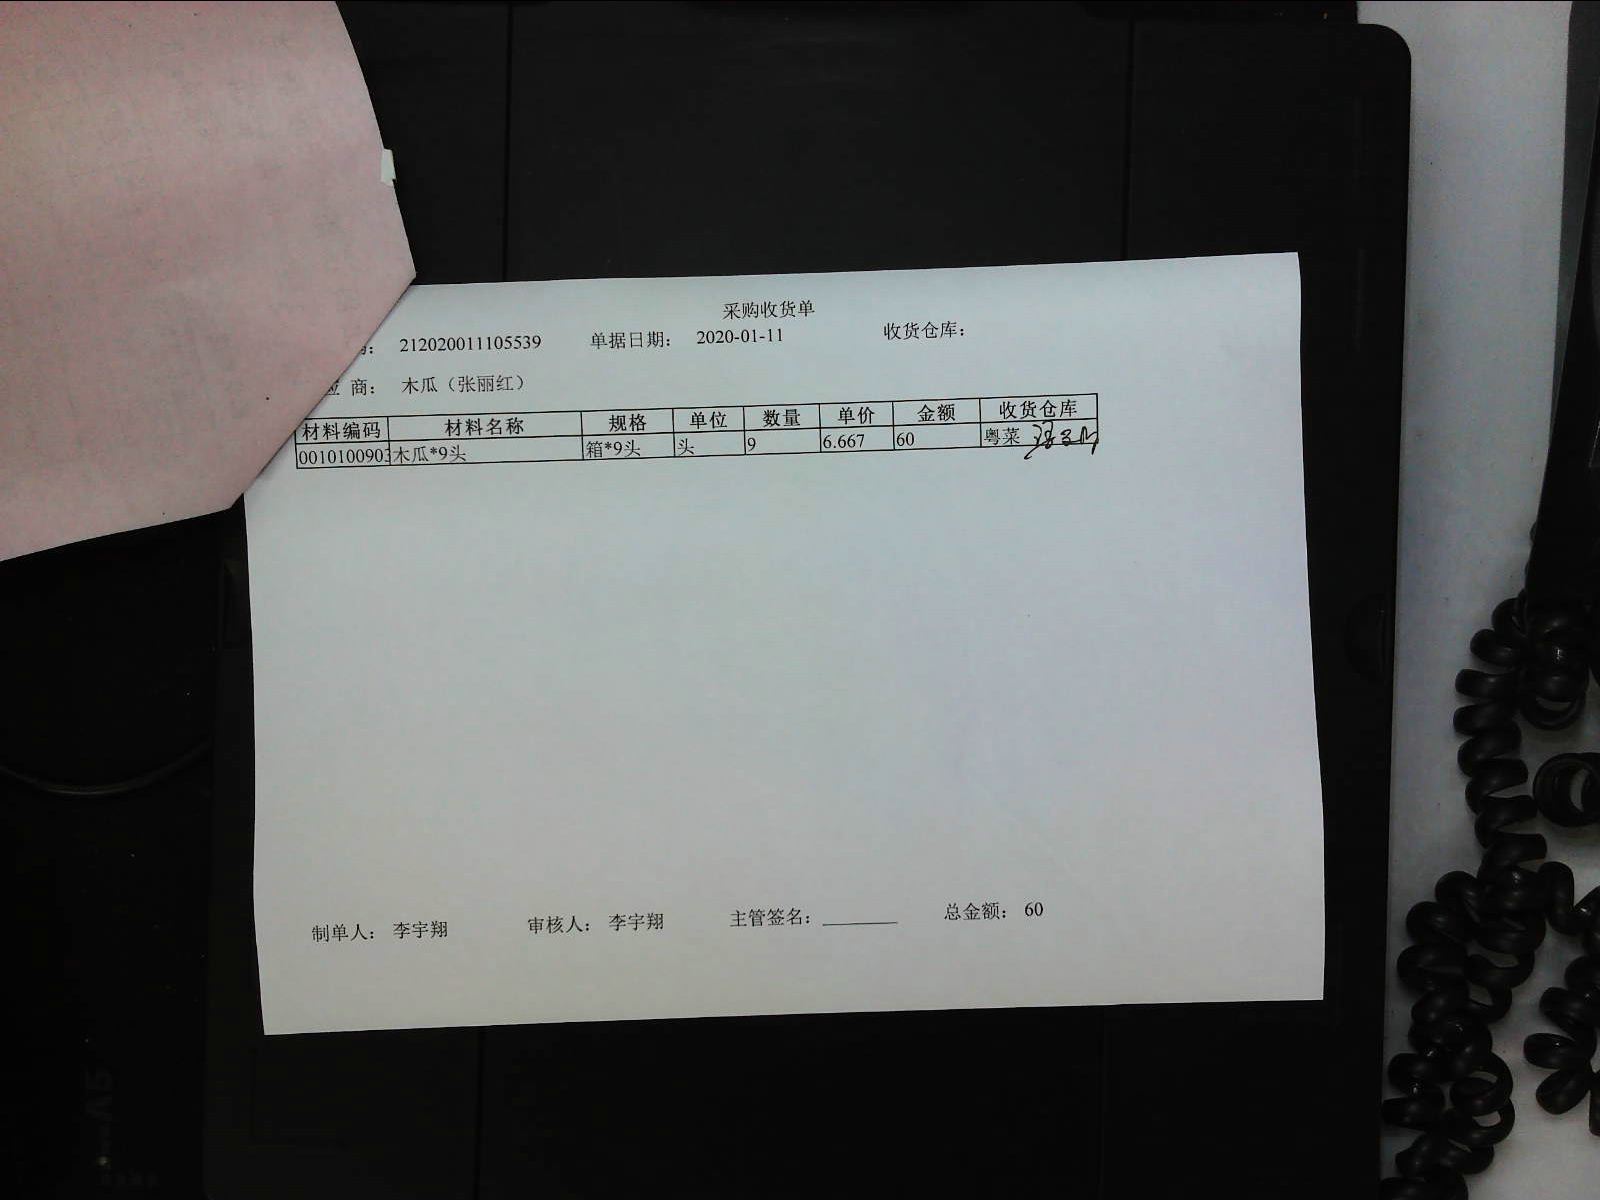 采购收货单
212020011105539 单据日期： 2020-01-11 收货仓库：
商： 木瓜（张丽红）
材料编码 材料名称 规格 单位 数量 单价 金额 收货仓库
0010100903 木瓜*9头 箱*9头 头 9 6.667 60 粤菜
制单人： 李宇翔 审核人： 李宇翔 主管签名： 总金额： 60
A5